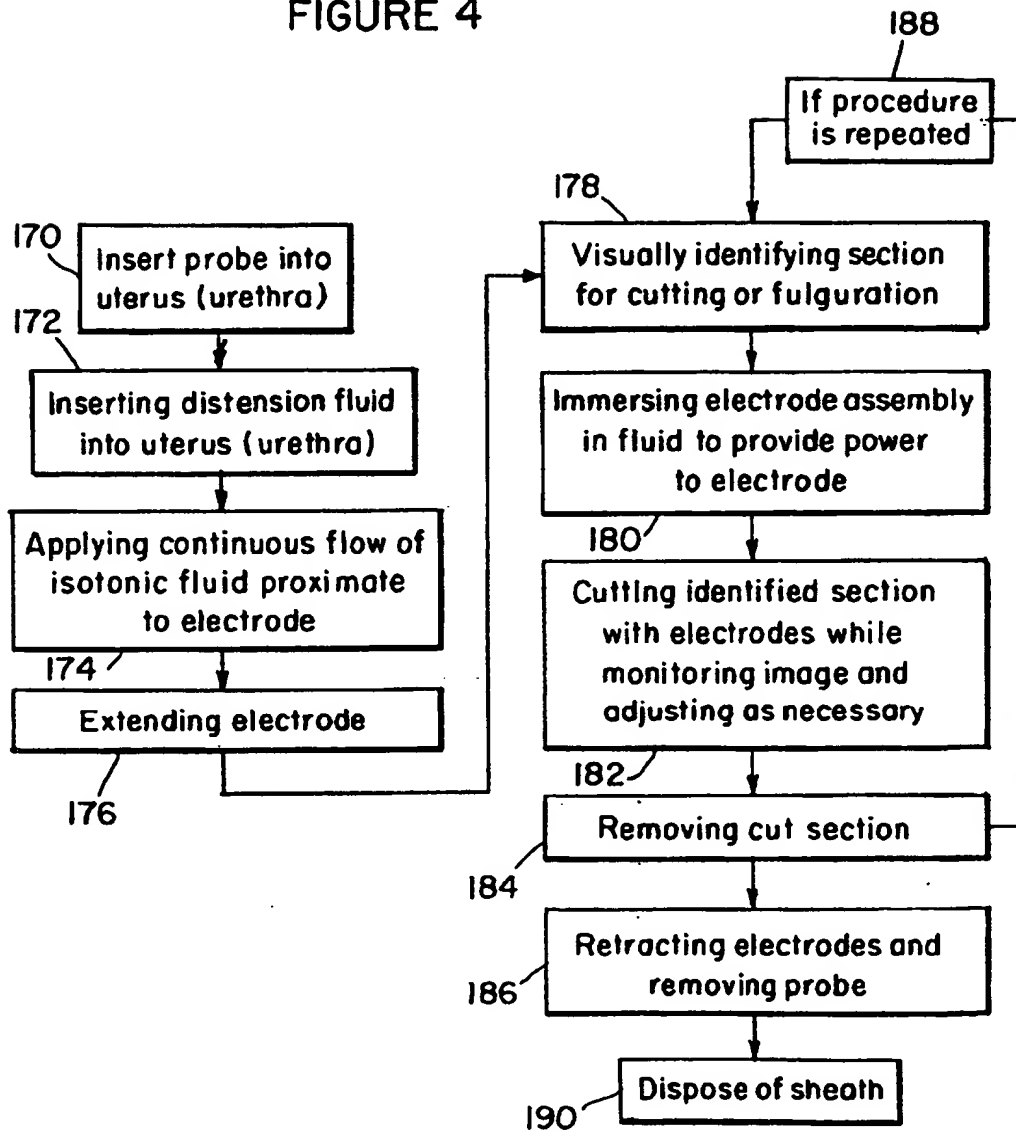 FIGURE 4
170
Insert probe into
uterus (urethra)
172
Inserting distension fluid
into uterus (urethra)
Applying continuous flow of
isotonic fluid proximate
to electrode
174
Extending electrode
176
188
If procedure
is repeated
178
Visually identifying section
for cutting or fulguration
Immersing electrode assembly
in fluid to provide power
to electrode
180
Cutting identified section
with electrodes while
monitoring image and
adjusting as necessary
182
Removing cut section
184
Retracting electrodes and
removing probe
186
Dispose of sheath
190